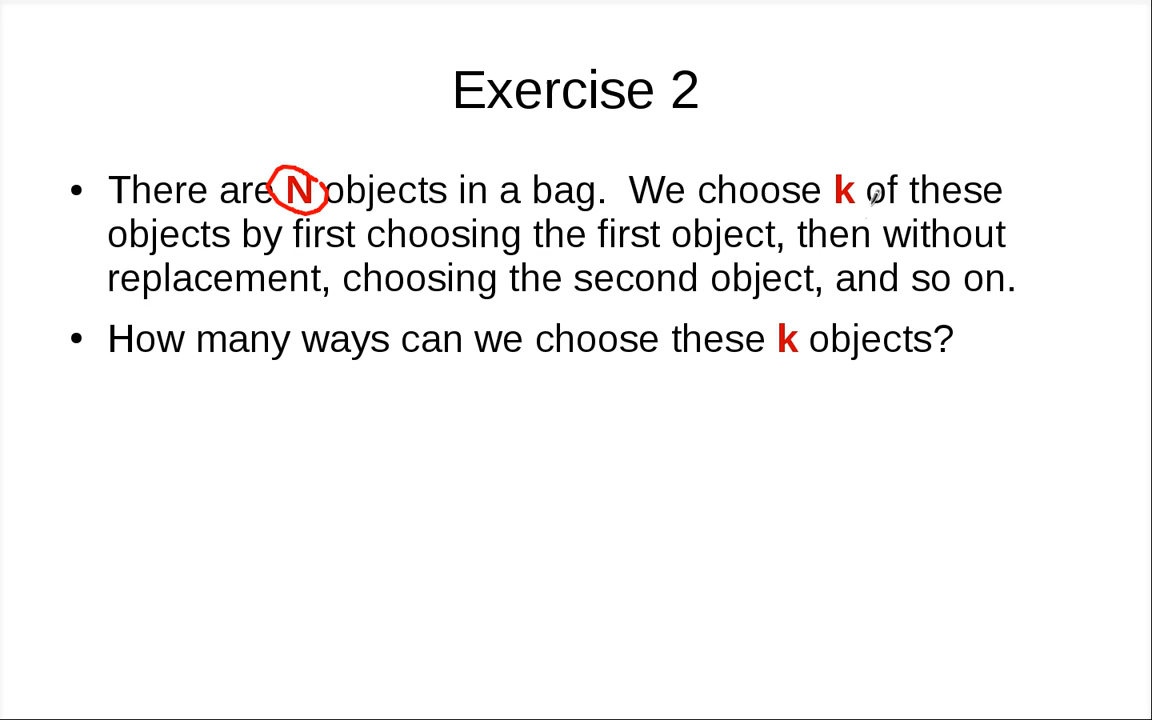 Exercise 2
• There are N objects in a bag.  We choose k of these
objects by first choosing the first object, then without
replacement, choosing the second object, and so on.
• How many ways can we choose these k objects?